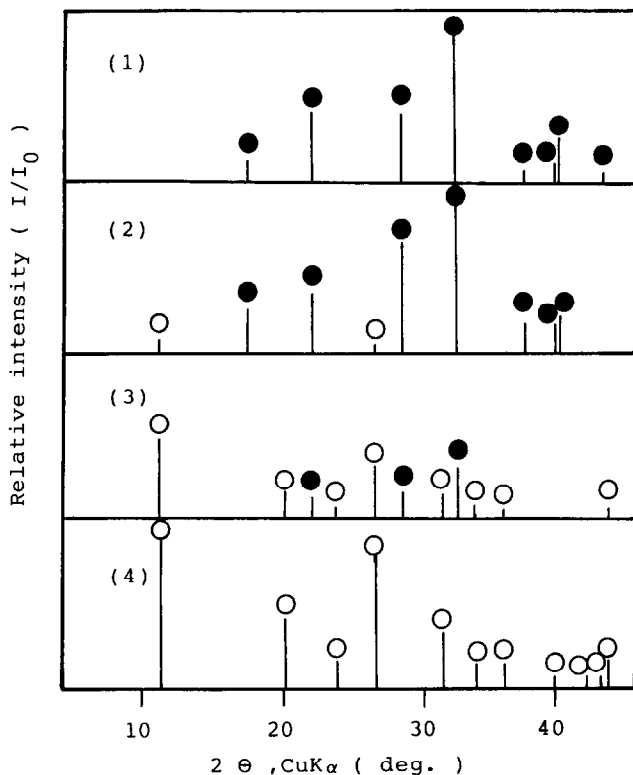 Relative intensity ( I/I0 )
(1)
(2)
(3)
(4)
10 20 30 40
2 Θ ,CuKα ( deg. )